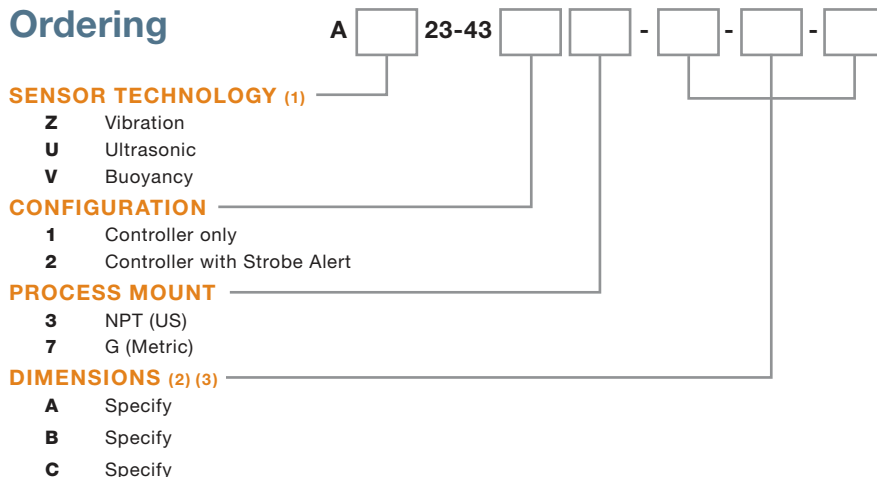 Ordering
A 23-43 - - -
SENSOR TECHNOLOGY (1)
Z Vibration
U Ultrasonic
V Buoyancy
CONFIGURATION
1 Controller only
2 Controller with Strobe Alert
PROCESS MOUNT
3 NPT (US)
7 G (Metric)
DIMENSIONS (2) (3)
A Specify
B Specify
C Specify